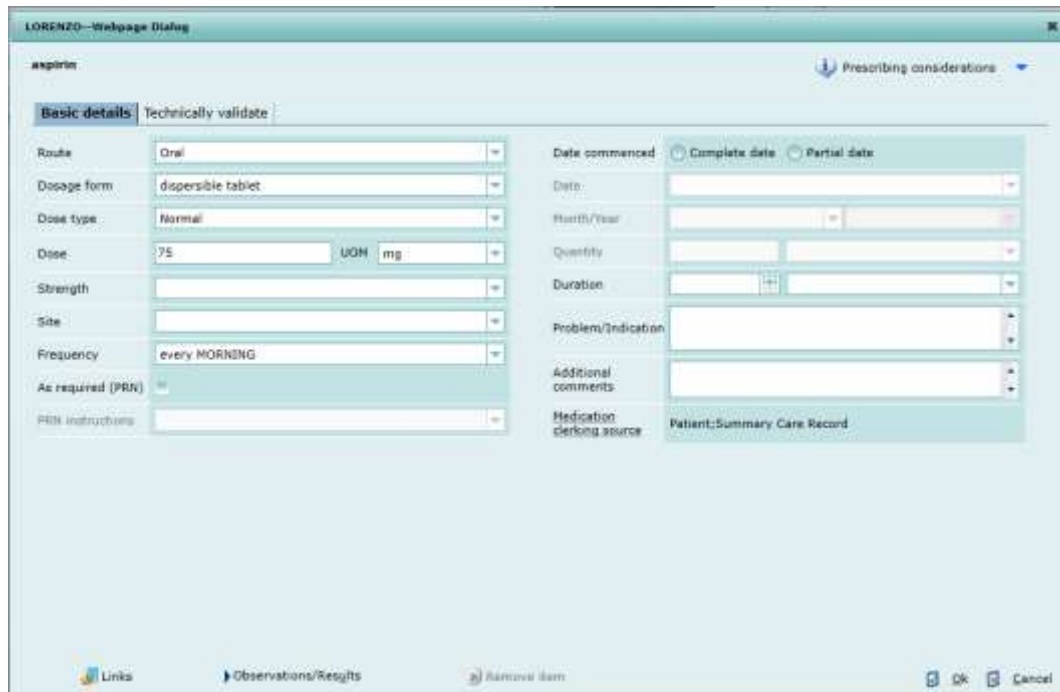 LORENZO--Webpage Dialog
aspirin
Prescribing considerations
Basic details Technically validate
Route Oral
Date commenced Complete date Partial date
Dosage form dispersible tablet
Date
Dose type Normal
Month/Year
Dose 75 UOM mg
Quantity
Strength
Duration
Site
Problem/Indication
Frequency every MORNING
As required (PRN)
Additional comments
PRN instructions
Medication clerking source Patient;Summary Care Record
Links Observations/Results Remove item Ok Cancel